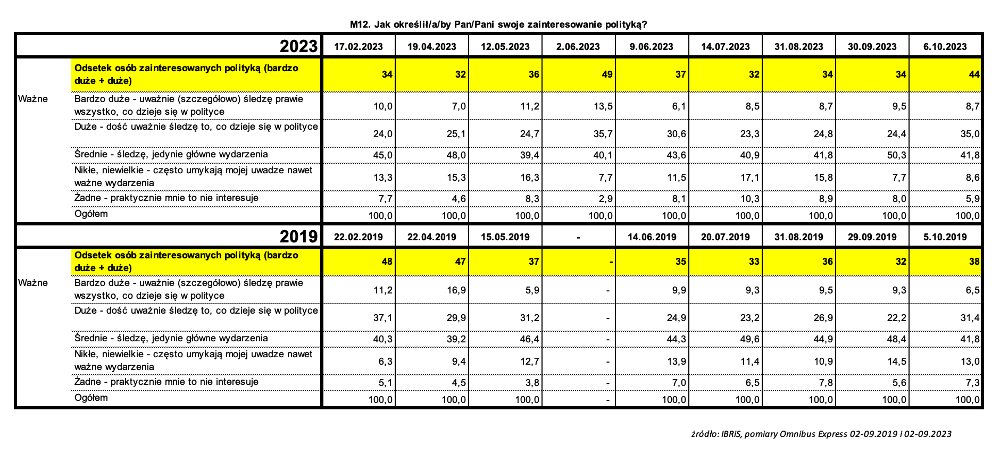 M12. Jak określił/a/by Pan/Pani swoje zainteresowanie polityką?
2023 17.02.2023 19.04.2023 12.05.2023 2.06.2023 9.06.2023 14.07.2023 31.08.2023 30.09.2023 6.10.2023
Odsetek osób zainteresowanych polityką (bardzo
duże + duże) 34 32 36 49 37 32 34 34 44
Ważne Bardzo duże - uważnie (szczegółowo) śledzę prawie
wszystko, co dzieje się w polityce 10,0 7,0 11,2 13,5 6,1 8,5 8,7 9,5 8,7
Duże - dość uważnie śledzę to, co dzieje się w polityce
24,0 25,1 24,7 35,7 30,6 23,3 24,8 24,4 35,0
Średnie - śledzę, jedynie główne wydarzenia 45,0 48,0 39,4 40,1 43,6 40,9 41,8 50,3 41,8
Nikłe, niewielkie - często umykają mojej uwadze nawet
ważne wydarzenia 13,3 15,3 16,3 7,7 11,5 17,1 15,8 7,7 8,6
Żadne - praktycznie mnie to nie interesuje 7,7 4,6 8,3 2,9 8,1 10,3 8,9 8,0 5,9
Ogółem 100,0 100,0 100,0 100,0 100,0 100,0 100,0 100,0 100,0
2019 22.02.2019 22.04.2019 15.05.2019 - 14.06.2019 20.07.2019 31.08.2019 29.09.2019 5.10.2019
Odsetek osób zainteresowanych polityką (bardzo
duże + duże) 48 47 37 - 35 33 36 32 38
Ważne Bardzo duże - uważnie (szczegółowo) śledzę prawie
wszystko, co dzieje się w polityce 11,2 16,9 5,9 - 9,9 9,3 9,5 9,3 6,5
Duże - dość uważnie śledzę to, co dzieje się w polityce
37,1 29,9 31,2 - 24,9 23,2 26,9 22,2 31,4
Średnie - śledzę, jedynie główne wydarzenia 40,3 39,2 46,4 - 44,3 49,6 44,9 48,4 41,8
Nikłe, niewielkie - często umykają mojej uwadze nawet
ważne wydarzenia 6,3 9,4 12,7 - 13,9 11,4 10,9 14,5 13,0
Żadne - praktycznie mnie to nie interesuje 5,1 4,5 3,8 - 7,0 6,5 7,8 5,6 7,3
Ogółem 100,0 100,0 100,0 - 100,0 100,0 100,0 100,0 100,0
żródło: IBRiS, pomiary Omnibus Express 02-09.2019 i 02-09.2023